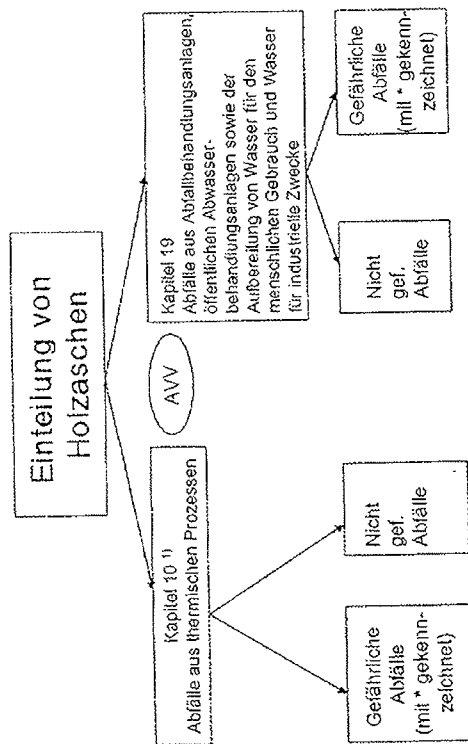 Einteilung von
Holzaschen
AVV
Kapitel 10 ¹⁾
Abfälle aus thermischen Prozessen
Gefährliche
Abfälle
(mit * gekenn-
zeichnet)
Nicht
gef.
Abfälle
Kapitel 19
Abfälle aus Abfallbehandlungsanlagen,
öffentlichen Abwasser-
behandlungsanlagen sowie der
Aufbereitung von Wasser für den
menschlichen Gebrauch und Wasser
für industrielle Zwecke
Nicht
gef.
Abfälle
Gefährliche
Abfälle
(mit * gekenn-
zeichnet)